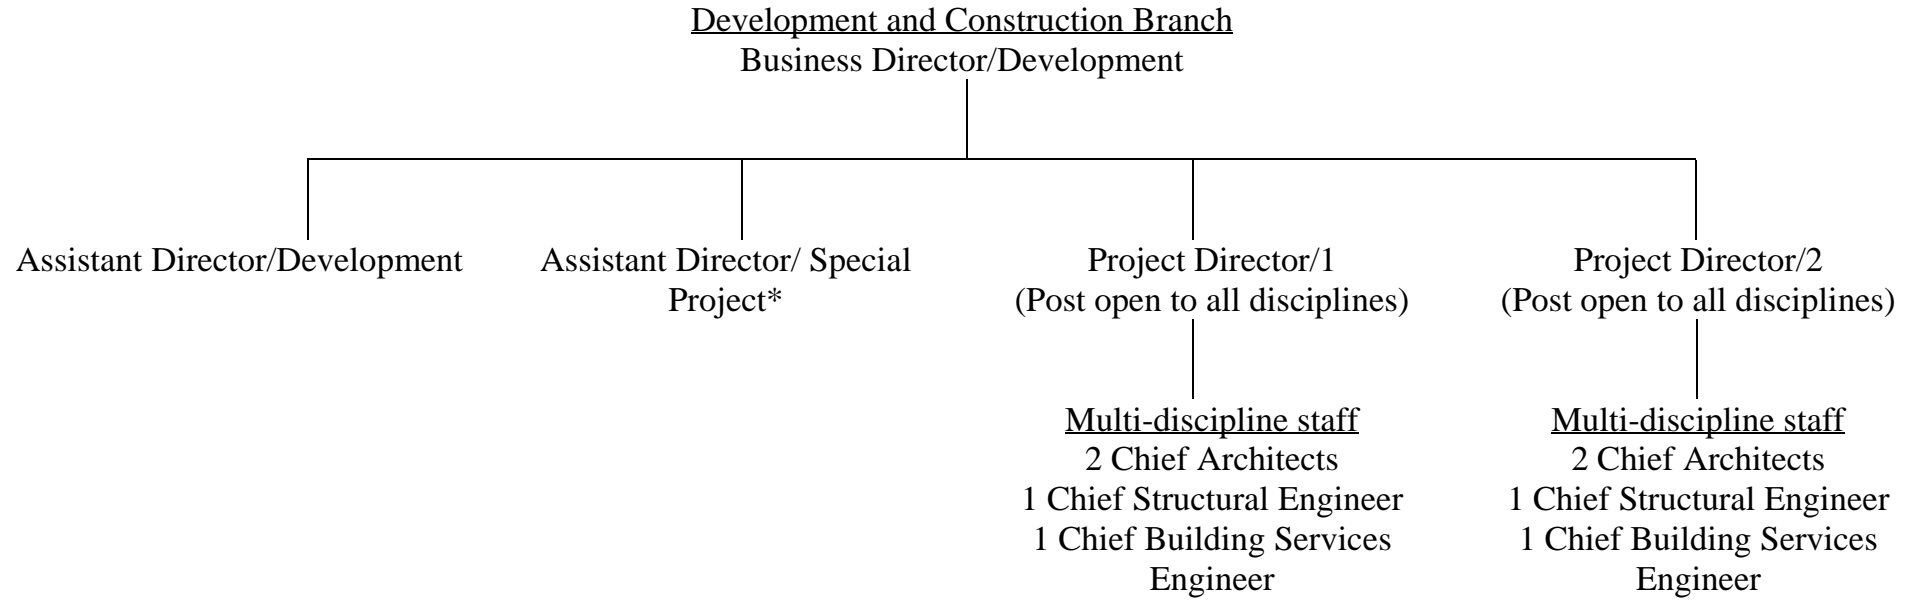 Development and Construction Branch
Business Director/Development
Assistant Director/Development
Assistant Director/ Special
Project*
Project Director/1
(Post open to all disciplines)
Project Director/2
(Post open to all disciplines)
Multi-discipline staff
2 Chief Architects
1 Chief Structural Engineer
1 Chief Building Services
Engineer
Multi-discipline staff
2 Chief Architects
1 Chief Structural Engineer
1 Chief Building Services
Engineer